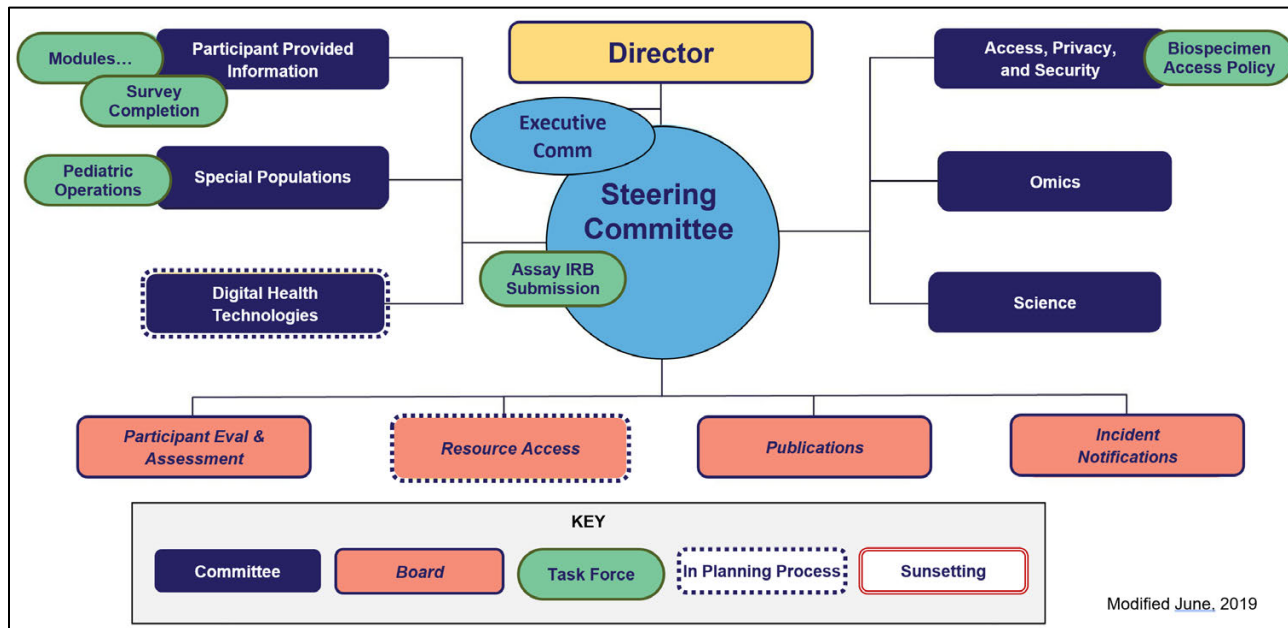 Modules…
Participant Provided
Information
Survey
Completion
Pediatric
Operations
Special Populations
Digital Health
Technologies
Director
Executive
Comm
Steering
Committee
Assay IRB
Submission
Access, Privacy,
and Security
Biospecimen
Access Policy
Omics
Science
Participant Eval &
Assessment
Resource Access
Publications
Incident
Notifications
KEY
Committee
Board
Task Force
In Planning Process
Sunsetting
Modified June, 2019